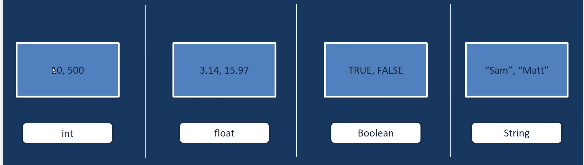 50, 500
3.14, 15.97
TRUE, FALSE
“Sam”, “Matt”
int
float
Boolean
String